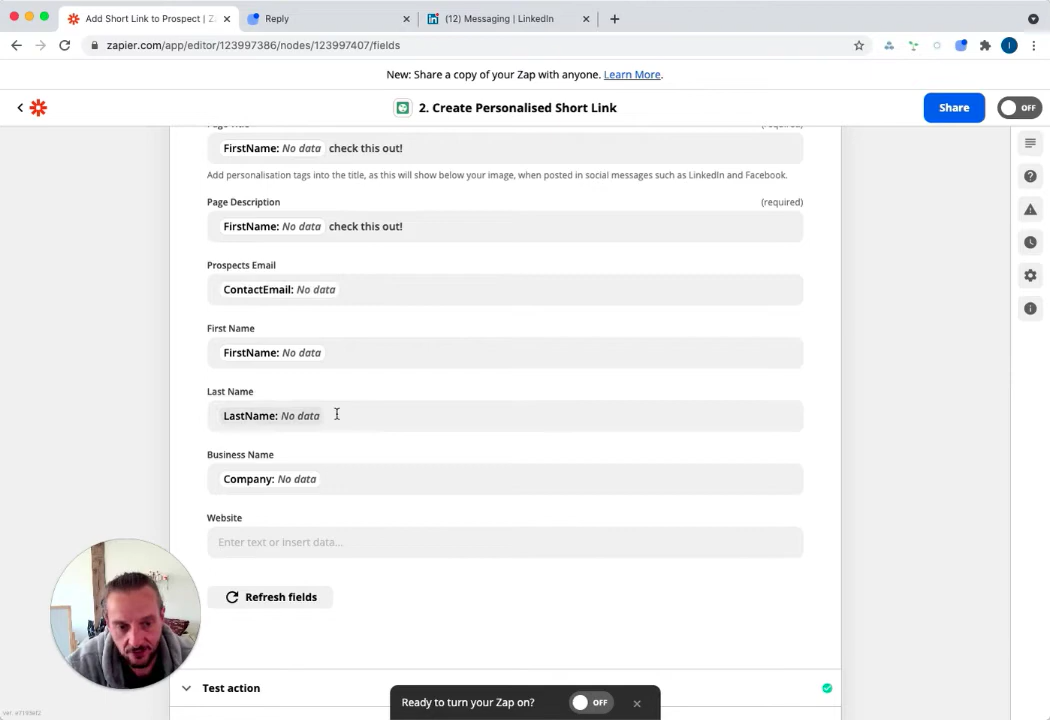 Add Short Link to Prospect | Z
Reply
(12) Messaging | LinkedIn
zapier.com/app/editor/123997386/nodes/123997407/fields
New: Share a copy of your Zap with anyone. Learn More.
2. Create Personalised Short Link
Share
OFF
Page Title
(required)
FirstName: No data check this out!
Add personalisation tags into the title, as this will show below your image, when posted in social messages such as LinkedIn and Facebook.
Page Description
(required)
FirstName: No data check this out!
Prospects Email
ContactEmail: No data
First Name
FirstName: No data
Last Name
LastName: No data
Business Name
Company: No data
Website
Enter text or insert data...
Refresh fields
Test action
Ready to turn your Zap on?
OFF